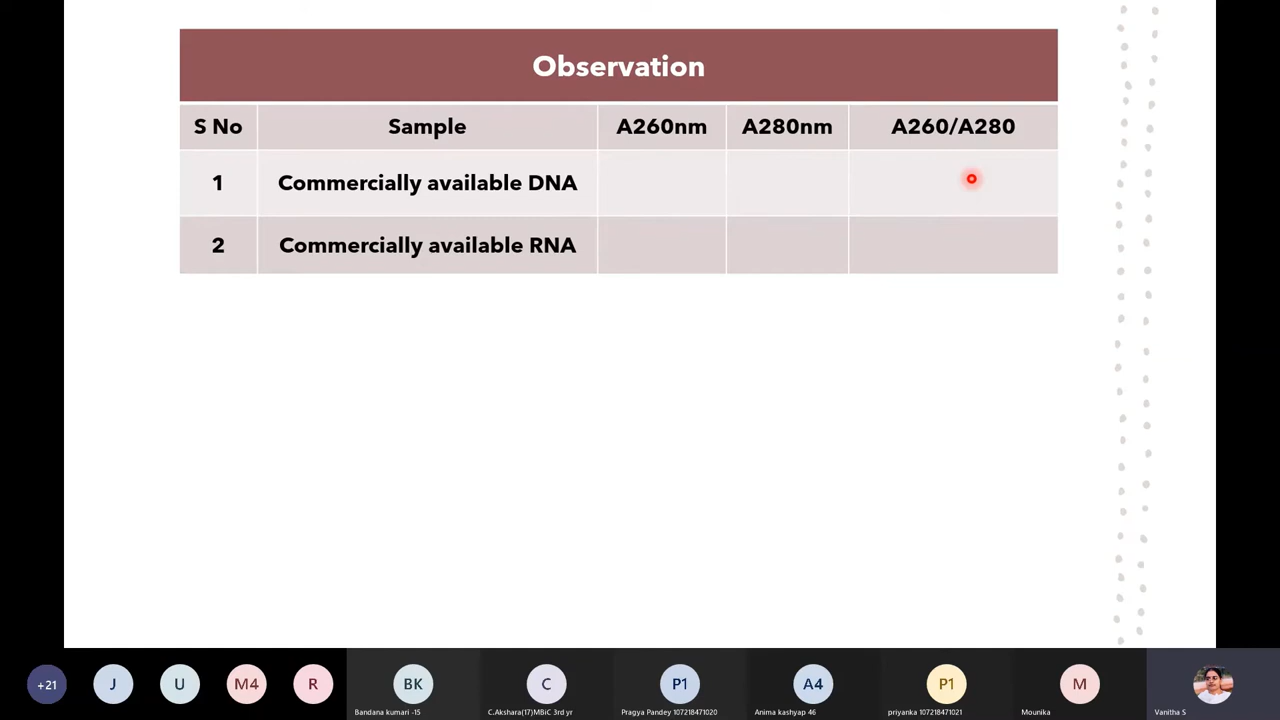 Observation
S No Sample A260nm A280nm A260/A280
1 Commercially available DNA
2 Commercially available RNA
+21 J U M4 R BK C P1 A4 P1 M
Bandana kumari -15 C.Akshara(17)MBiC 3rd yr Pragya Pandey 107218471020 Anima kashyap 46 priyanka 107218471021 Mounika Vanitha S